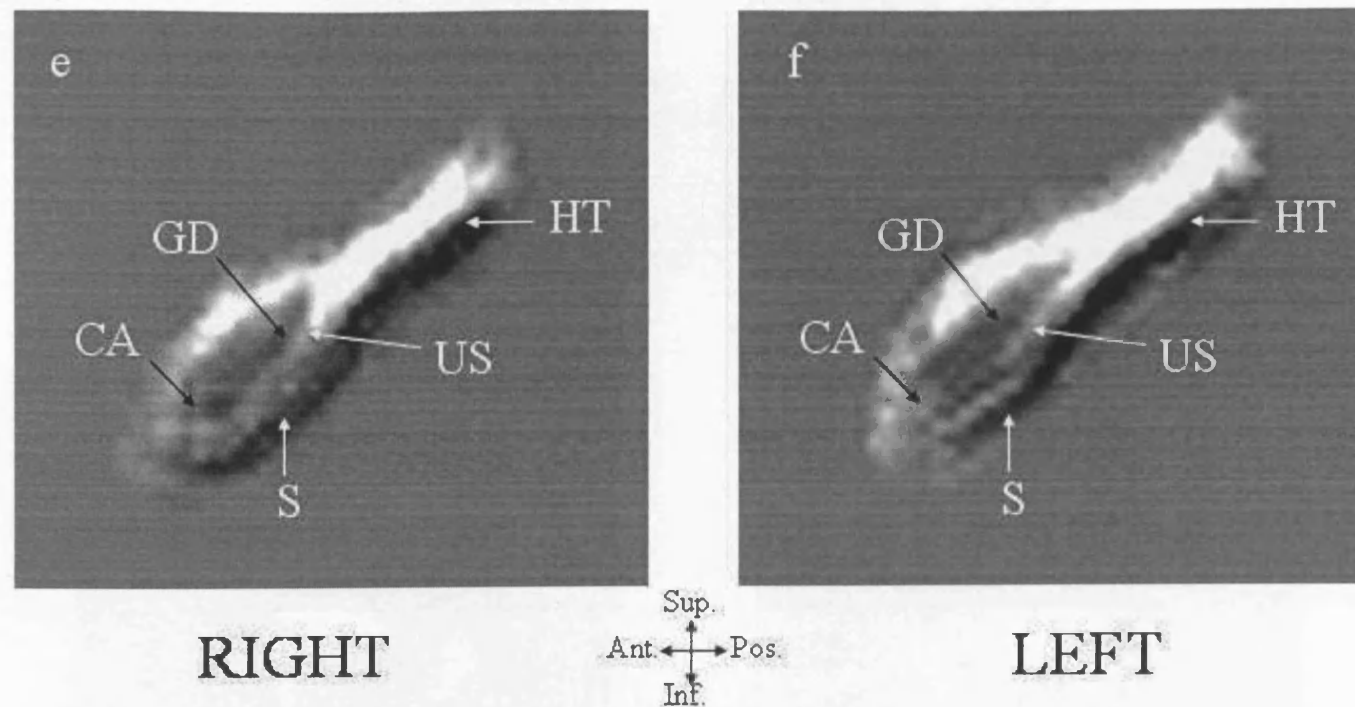 e
GD
HT
CA
US
S
f
GD
HT
CA
US
S
RIGHT
Sup.
Ant. Pos.
Inf.
LEFT